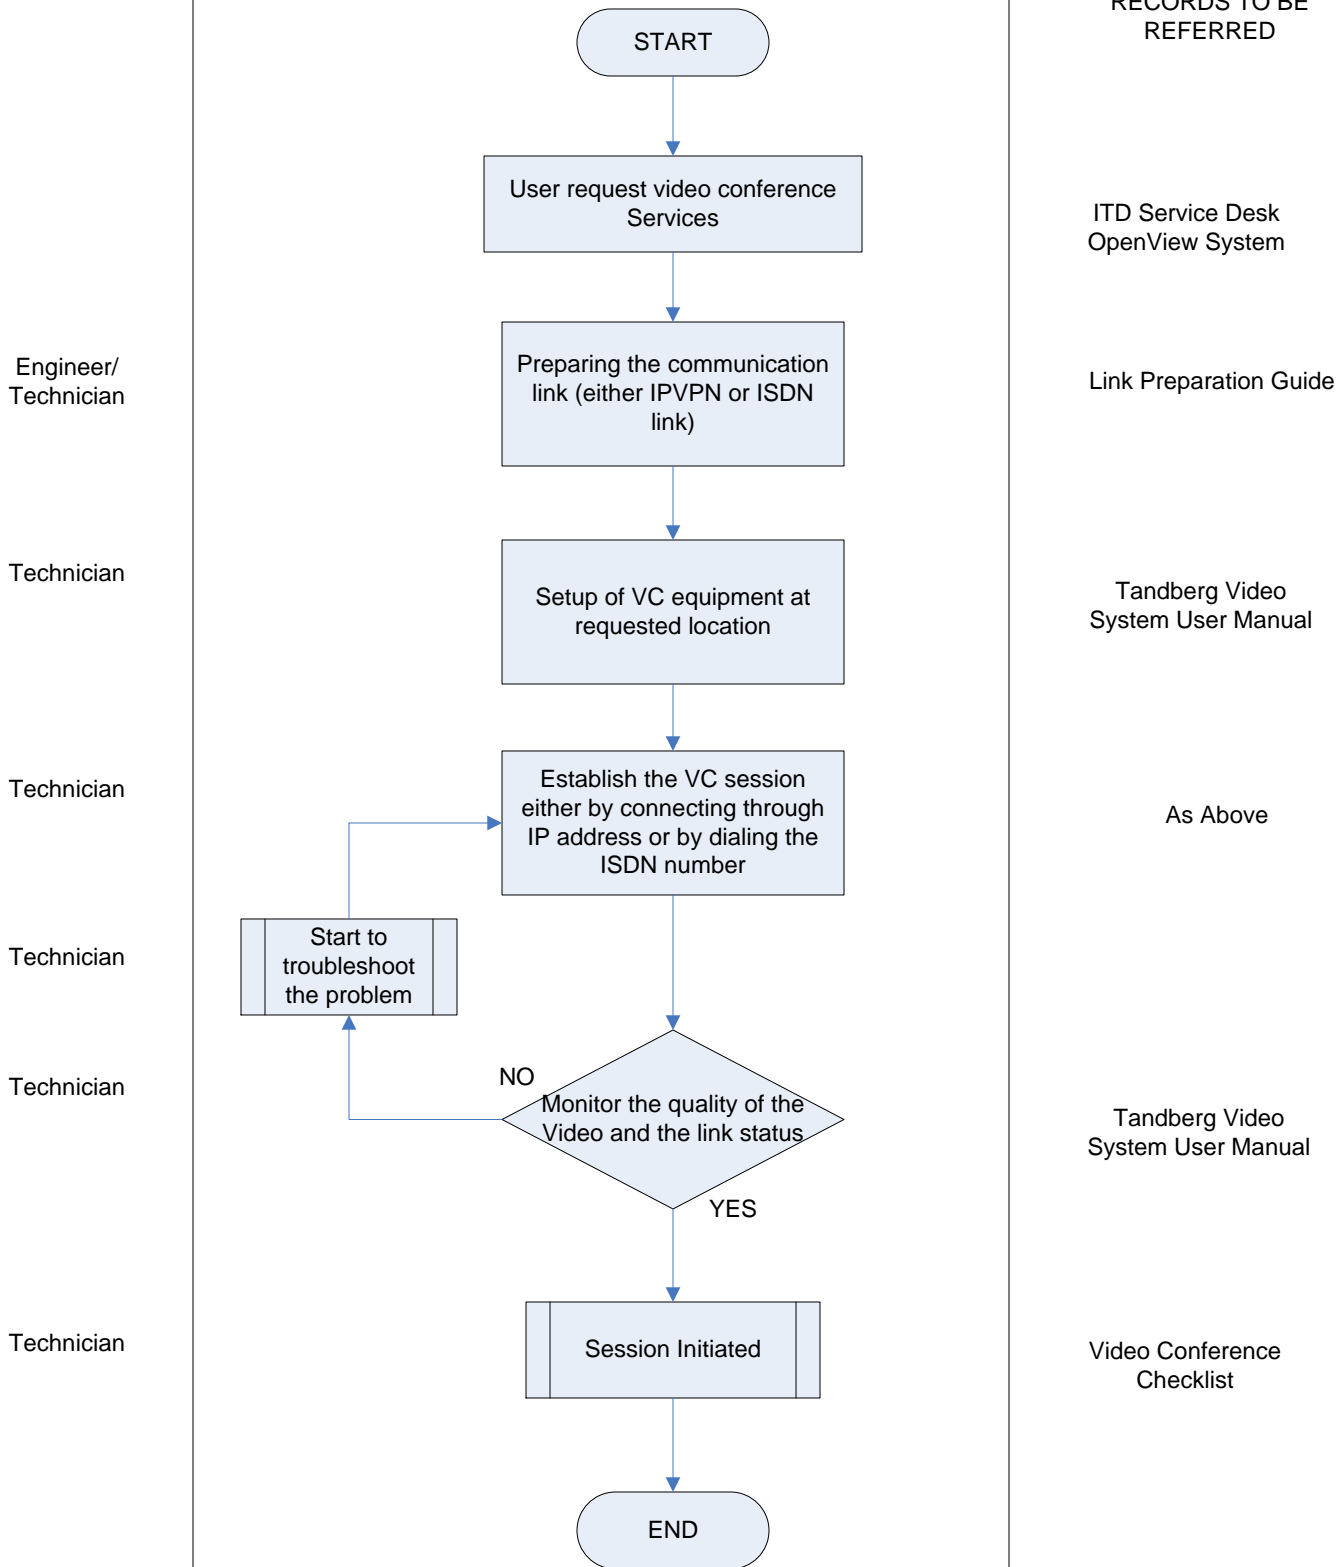 RECORDS TO BE
REFERRED
START
User request video conference
Services
ITD Service Desk
OpenView System
Engineer/
Technician
Preparing the communication
link (either IPVPN or ISDN
link)
Link Preparation Guide
Technician
Setup of VC equipment at
requested location
Tandberg Video
System User Manual
Technician
Establish the VC session
either by connecting through
IP address or by dialing the
ISDN number
As Above
Technician
Start to
troubleshoot
the problem
Technician
NO
Monitor the quality of the
Video and the link status
Tandberg Video
System User Manual
YES
Technician
Session Initiated
Video Conference
Checklist
END